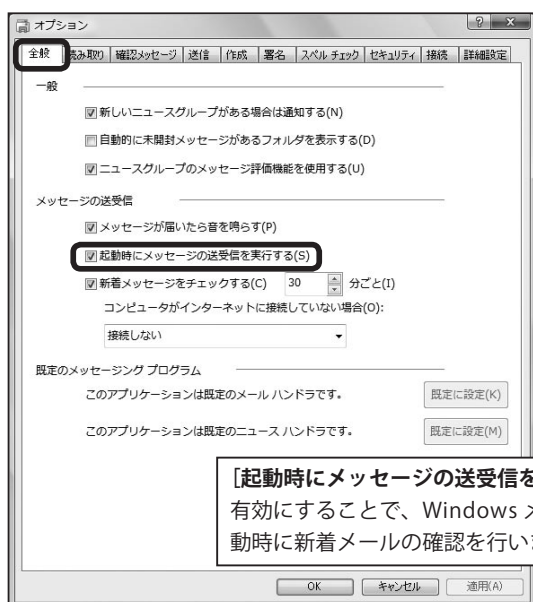 オプション
全般 読み取り 確認メッセージ 送信 作成 署名 スペル チェック セキュリティ 接続 詳細設定
一般
新しいニュースグループがある場合は通知する(N)
自動的に未開封メッセージがあるフォルダを表示する(D)
ニュースグループのメッセージ評価機能を使用する(U)
メッセージの送受信
メッセージが届いたら音を鳴らす(P)
起動時にメッセージの送受信を実行する(S)
新着メッセージをチェックする(C) 30 分ごと(I)
コンピュータがインターネットに接続していない場合(O):
接続しない
既定のメッセージング プログラム
このアプリケーションは既定のメール ハンドラです。 既定に設定(K)
このアプリケーションは既定のニュース ハンドラです。 既定に設定(M)
[起動時にメッセージの送受信を
有効にすることで、Windows メ
動時に新着メールの確認を行いま
OK キャンセル 適用(A)